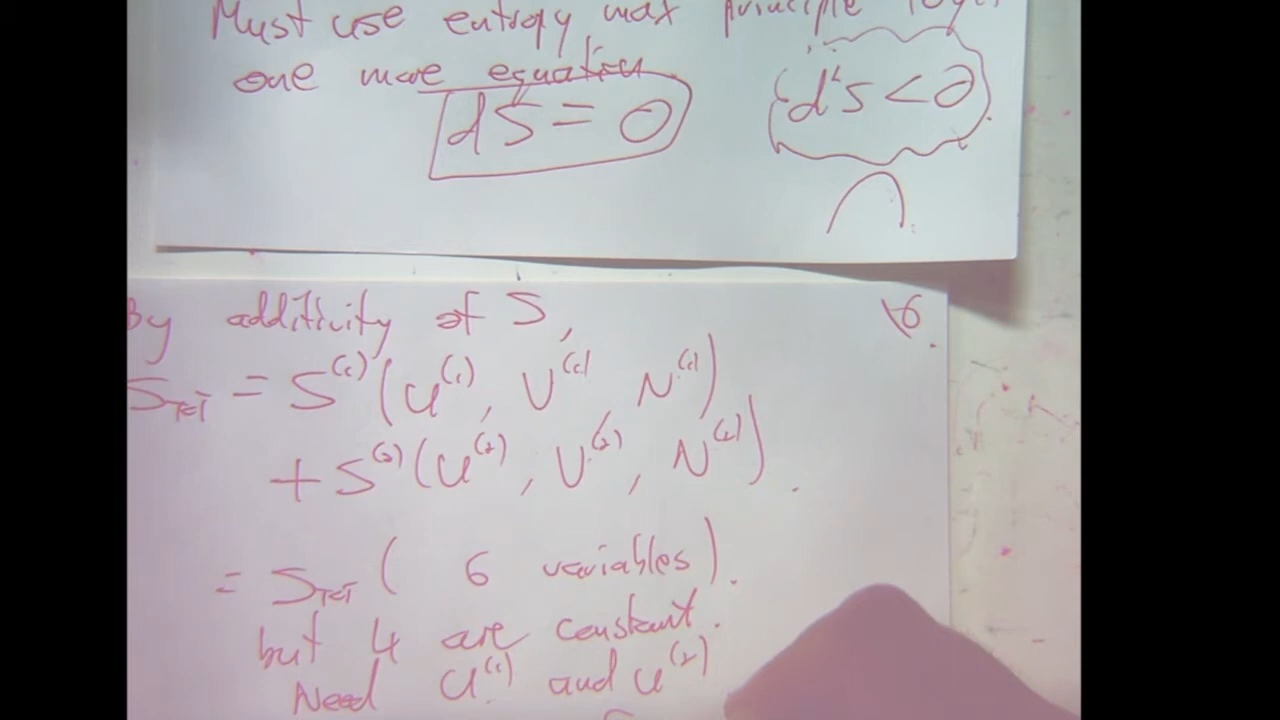 Must use entropy max principle to get
one more equation
dS = 0
d²S < 0
By additivity of S,
16.
S_TOT = S^(1) (U^(1), V^(1), N^(1))
+ S^(2) (U^(2), V^(2), N^(2)).
= S_TOT ( 6 variables).
but 4 are constant.
Need U^(1) and U^(2)